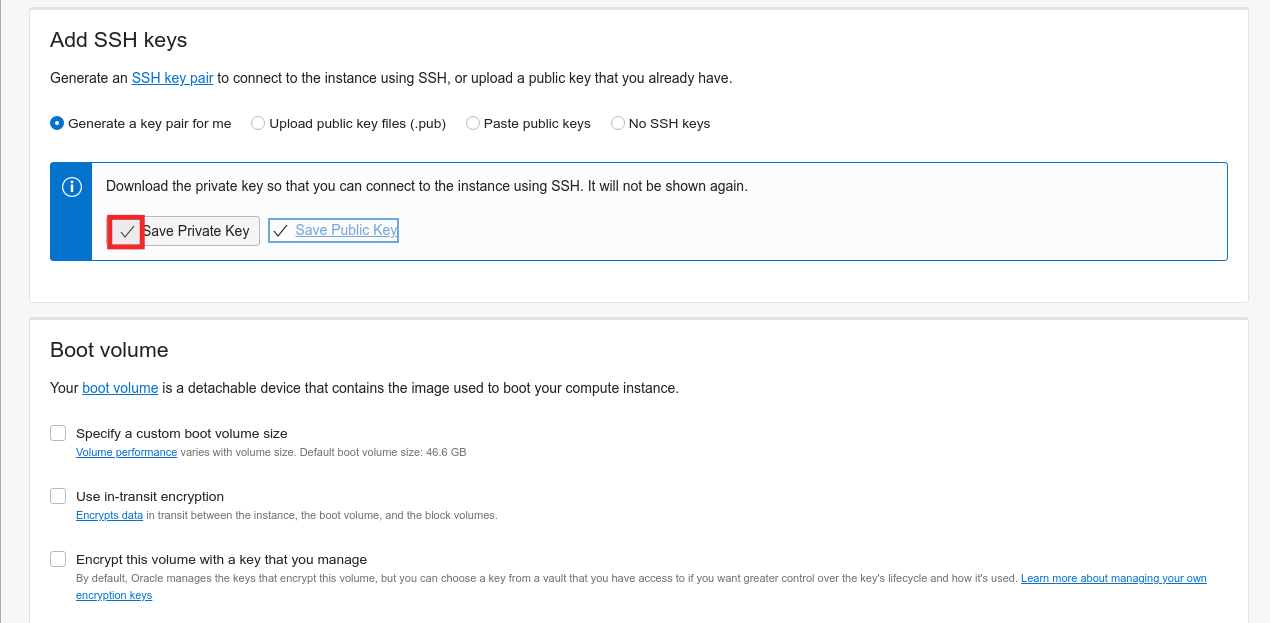 Add SSH keys
Generate an SSH key pair to connect to the instance using SSH, or upload a public key that you already have.
Generate a key pair for me Upload public key files (.pub) Paste public keys No SSH keys
Download the private key so that you can connect to the instance using SSH. It will not be shown again.
Save Private Key Save Public Key
Boot volume
Your boot volume is a detachable device that contains the image used to boot your compute instance.
Specify a custom boot volume size
Volume performance varies with volume size. Default boot volume size: 46.6 GB
Use in-transit encryption
Encrypts data in transit between the instance, the boot volume, and the block volumes.
Encrypt this volume with a key that you manage
By default, Oracle manages the keys that encrypt this volume, but you can choose a key from a vault that you have access to if you want greater control over the key's lifecycle and how it's used. Learn more about managing your own
encryption keys